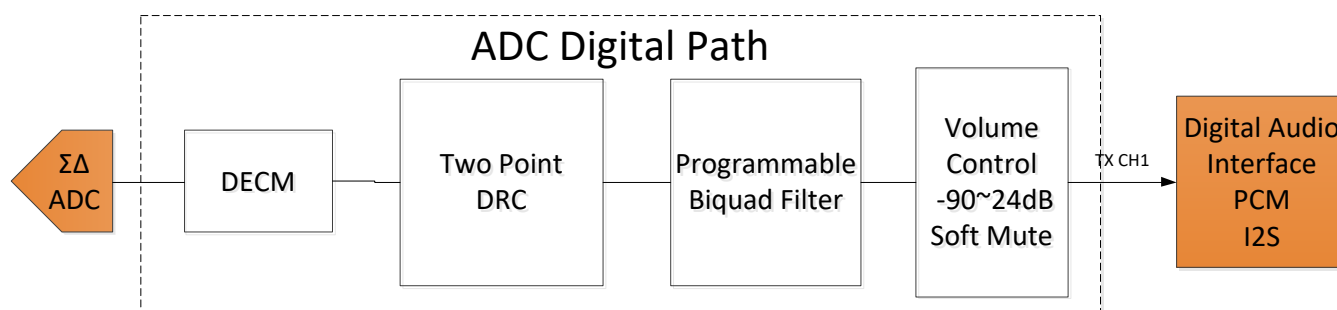 ADC Digital Path
ΣΔ
ADC
DECM
Two Point
DRC
Programmable
Biquad Filter
Volume
Control
-90~24dB
Soft Mute
TX CH1
Digital Audio
Interface
PCM
I2S